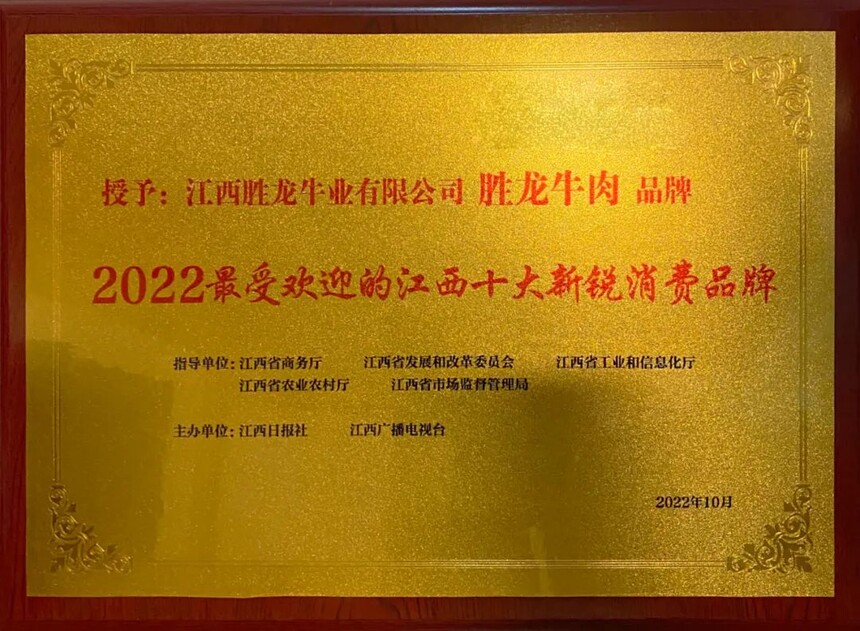 授予：江西胜龙牛业有限公司 胜龙牛肉 品牌
2022最受欢迎的江西十大新锐消费品牌
指导单位：江西省商务厅 江西省发展和改革委员会 江西省工业和信息化厅
江西省农业农村厅 江西省市场监督管理局
主办单位：江西日报社 江西广播电视台
2022年10月